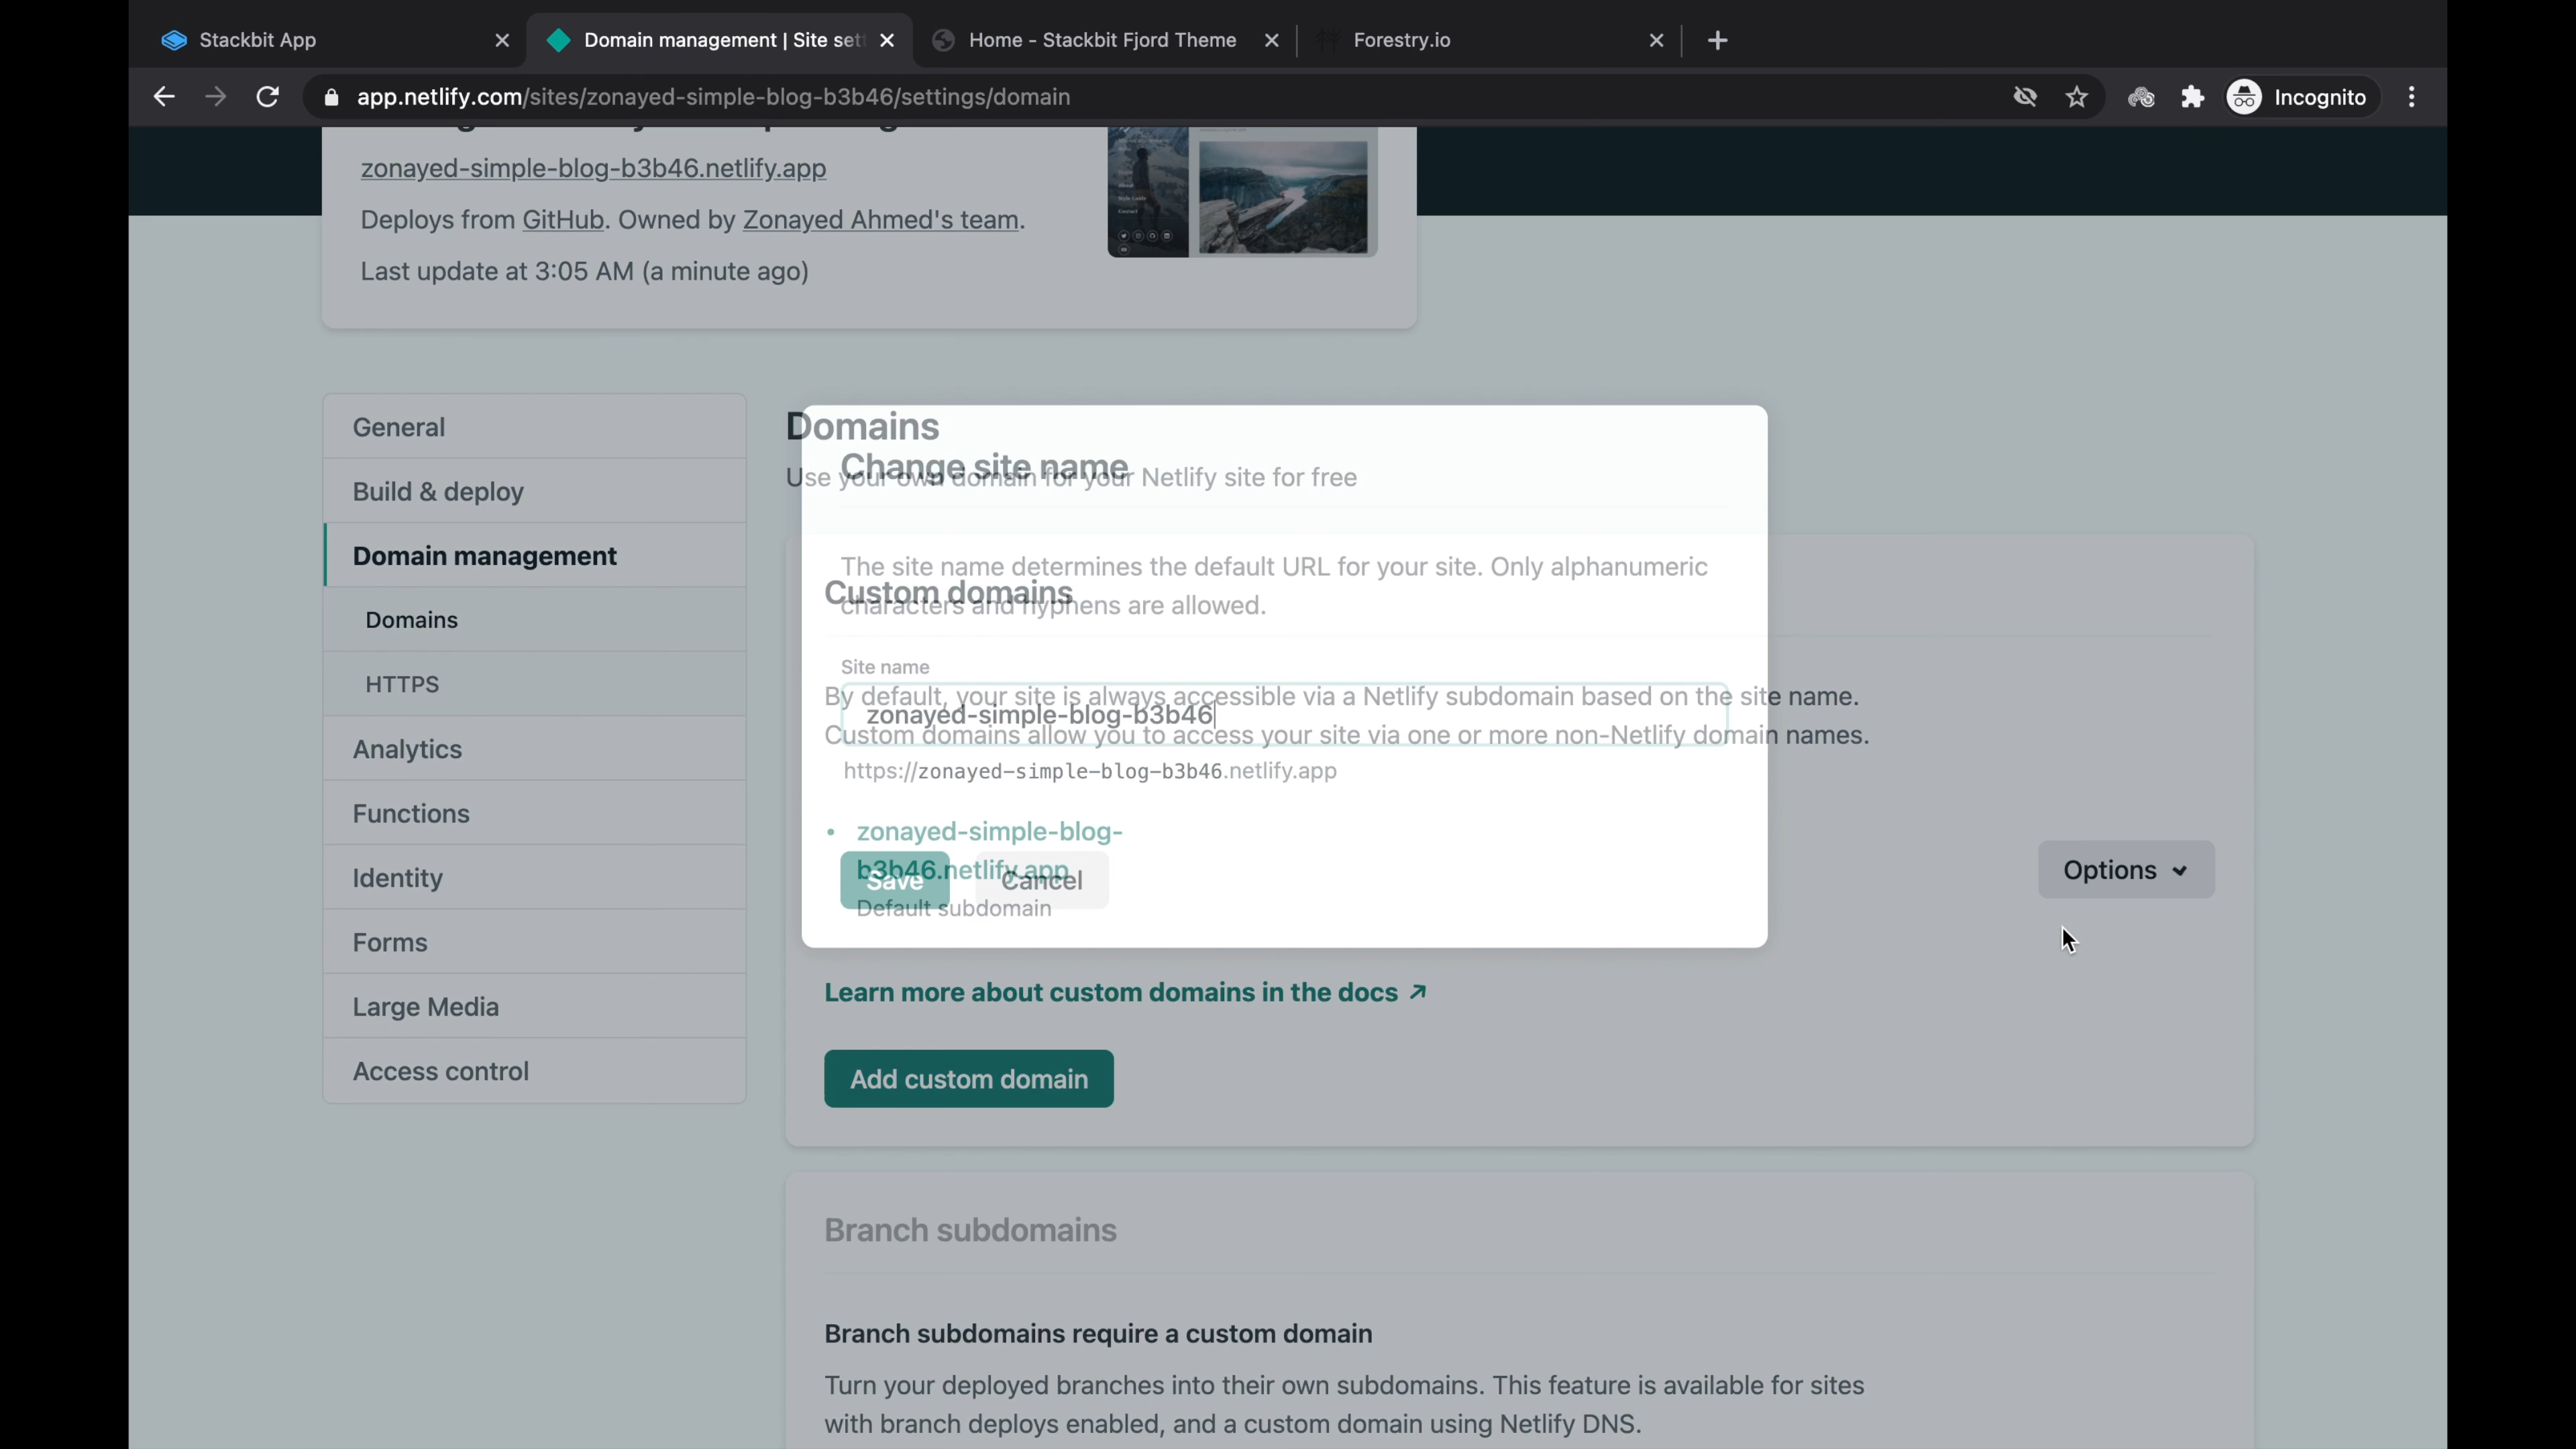 Stackbit App
Domain management | Site sett
Home - Stackbit Fjord Theme
Forestry.io
app.netlify.com/sites/zonayed-simple-blog-b3b46/settings/domain
Incognito
zonayed-simple-blog-b3b46.netlify.app
Deploys from GitHub. Owned by Zonayed Ahmed's team.
Last update at 3:05 AM (a minute ago)
General
Build & deploy
Domain management
Domains
HTTPS
Analytics
Functions
Identity
Forms
Large Media
Access control
Domains
Use your own domain for your Netlify site for free
Change site name
The site name determines the default URL for your site. Only alphanumeric
characters and hyphens are allowed.
Site name
zonayed-simple-blog-b3b46
https://zonayed-simple-blog-b3b46.netlify.app
Save
Cancel
Custom domains
By default, your site is always accessible via a Netlify subdomain based on the site name.
Custom domains allow you to access your site via one or more non-Netlify domain names.
• zonayed-simple-blog-
b3b46.netlify.app
Default subdomain
Options
Learn more about custom domains in the docs ↗
Add custom domain
Branch subdomains
Branch subdomains require a custom domain
Turn your deployed branches into their own subdomains. This feature is available for sites
with branch deploys enabled, and a custom domain using Netlify DNS.